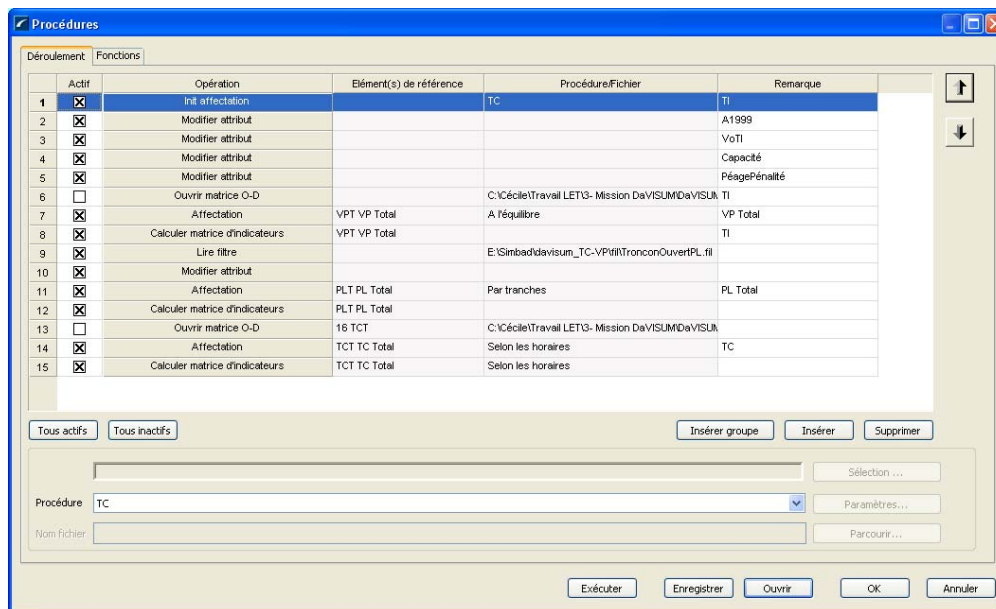 Procédures
Déroulement Fonctions
Actif Opération Elément(s) de référence Procédure/Fichier Remarque
1 Init affectation TC TI
2 Modifier attribut A1999
3 Modifier attribut VoTI
4 Modifier attribut Capacité
5 Modifier attribut PéagePénalité
6 Ouvrir matrice O-D C:\Cécile\Travail LET\3- Mission DaVISUM\DaVISUM TI
7 Affectation VPT VP Total A l'équilibre VP Total
8 Calculer matrice d'indicateurs VPT VP Total TI
9 Lire filtre E:\Simbad\davisum_TC-VP\fil\TronconOuvertPL.fil
10 Modifier attribut
11 Affectation PLT PL Total Par tranches PL Total
12 Calculer matrice d'indicateurs PLT PL Total
13 Ouvrir matrice O-D 16 TCT C:\Cécile\Travail LET\3- Mission DaVISUM\DaVISUM
14 Affectation TCT TC Total Selon les horaires TC
15 Calculer matrice d'indicateurs TCT TC Total Selon les horaires
Tous actifs Tous inactifs Insérer groupe Insérer Supprimer
Sélection ...
Procédure TC Paramètres...
Nom fichier Parcourir...
Exécuter Enregistrer Ouvrir OK Annuler